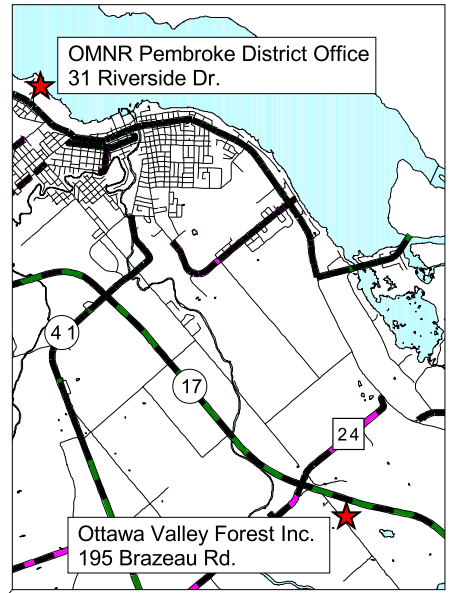 OMNR Pembroke District Office
31 Riverside Dr.
41
17
24
Ottawa Valley Forest Inc.
195 Brazeau Rd.